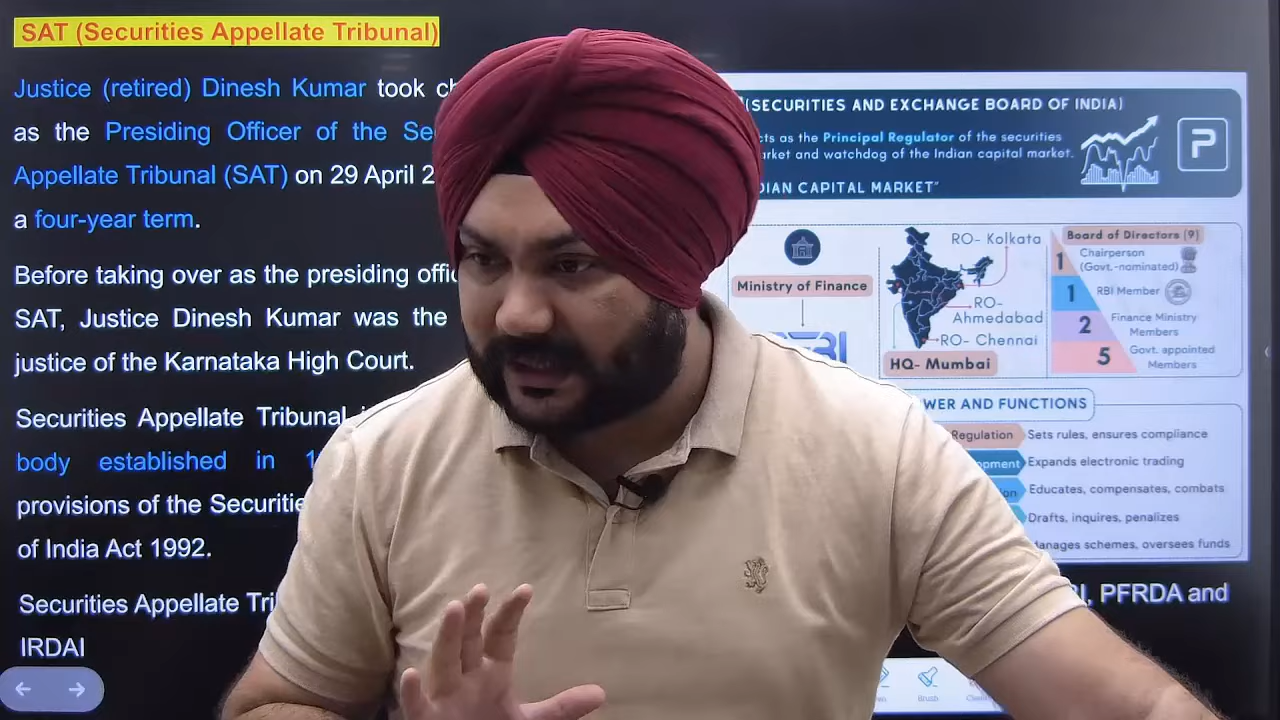 SAT (Securities Appellate Tribunal)
Justice (retired) Dinesh Kumar took
as the Presiding Officer of the
Appellate Tribunal (SAT) on 29 April
a four-year term.
Before taking over as the presiding
SAT, Justice Dinesh Kumar was the
justice of the Karnataka High Court.
Securities Appellate Tribunal
body established in
provisions of the
of India Act 1992.
Securities Appellate
PFRDA and
IRDAI
(SECURITIES AND EXCHANGE BOARD OF INDIA)
as the Principal Regulator of the securities
and watchdog of the Indian capital market.
CAPITAL MARKET"
P
Ministry of Finance
RO- Kolkata
RO-
Ahmedabad
RO- Chennai
HQ- Mumbai
Board of Directors (9)
1 Chairperson
(Govt.-nominated)
1 RBI Member
2 Finance Ministry
Members
5 Govt. appointed
Members
AND FUNCTIONS
Regulation Sets rules, ensures compliance
Expands electronic trading
Educates, compensates, combats
Drafts, inquires, penalizes
Manages schemes, oversees funds
Brush